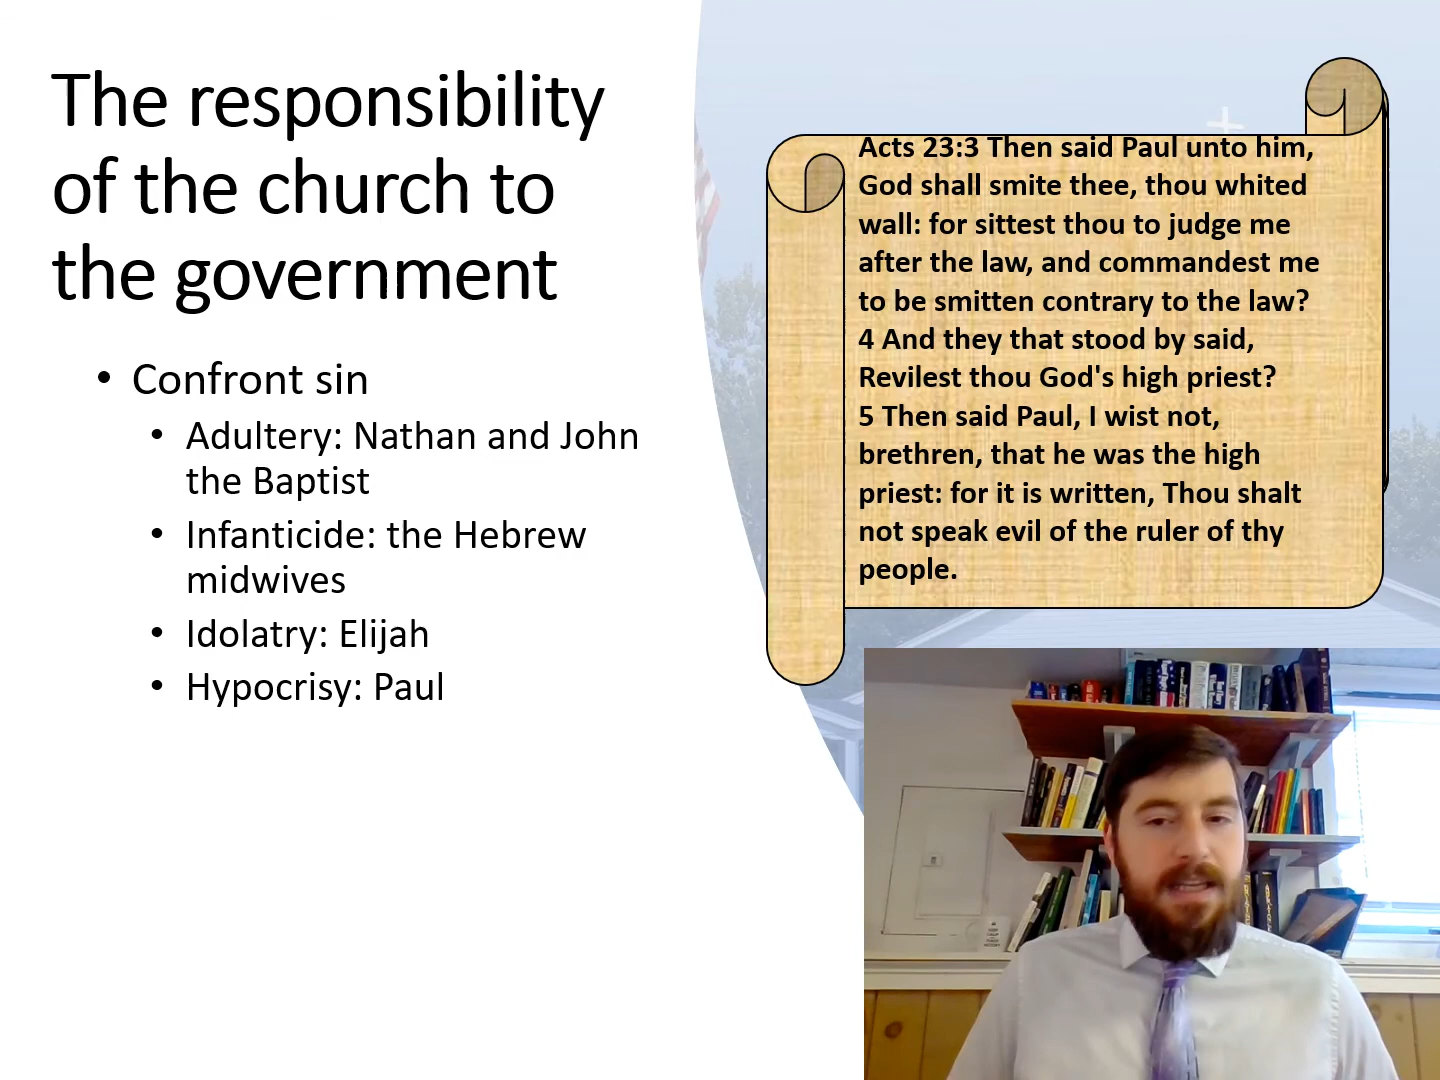 The responsibility
of the church to
the government
• Confront sin
• Adultery: Nathan and John
the Baptist
• Infanticide: the Hebrew
midwives
• Idolatry: Elijah
• Hypocrisy: Paul
Acts 23:3 Then said Paul unto him,
God shall smite thee, thou whited
wall: for sittest thou to judge me
after the law, and commandest me
to be smitten contrary to the law?
4 And they that stood by said,
Revilest thou God's high priest?
5 Then said Paul, I wist not,
brethren, that he was the high
priest: for it is written, Thou shalt
not speak evil of the ruler of thy
people.